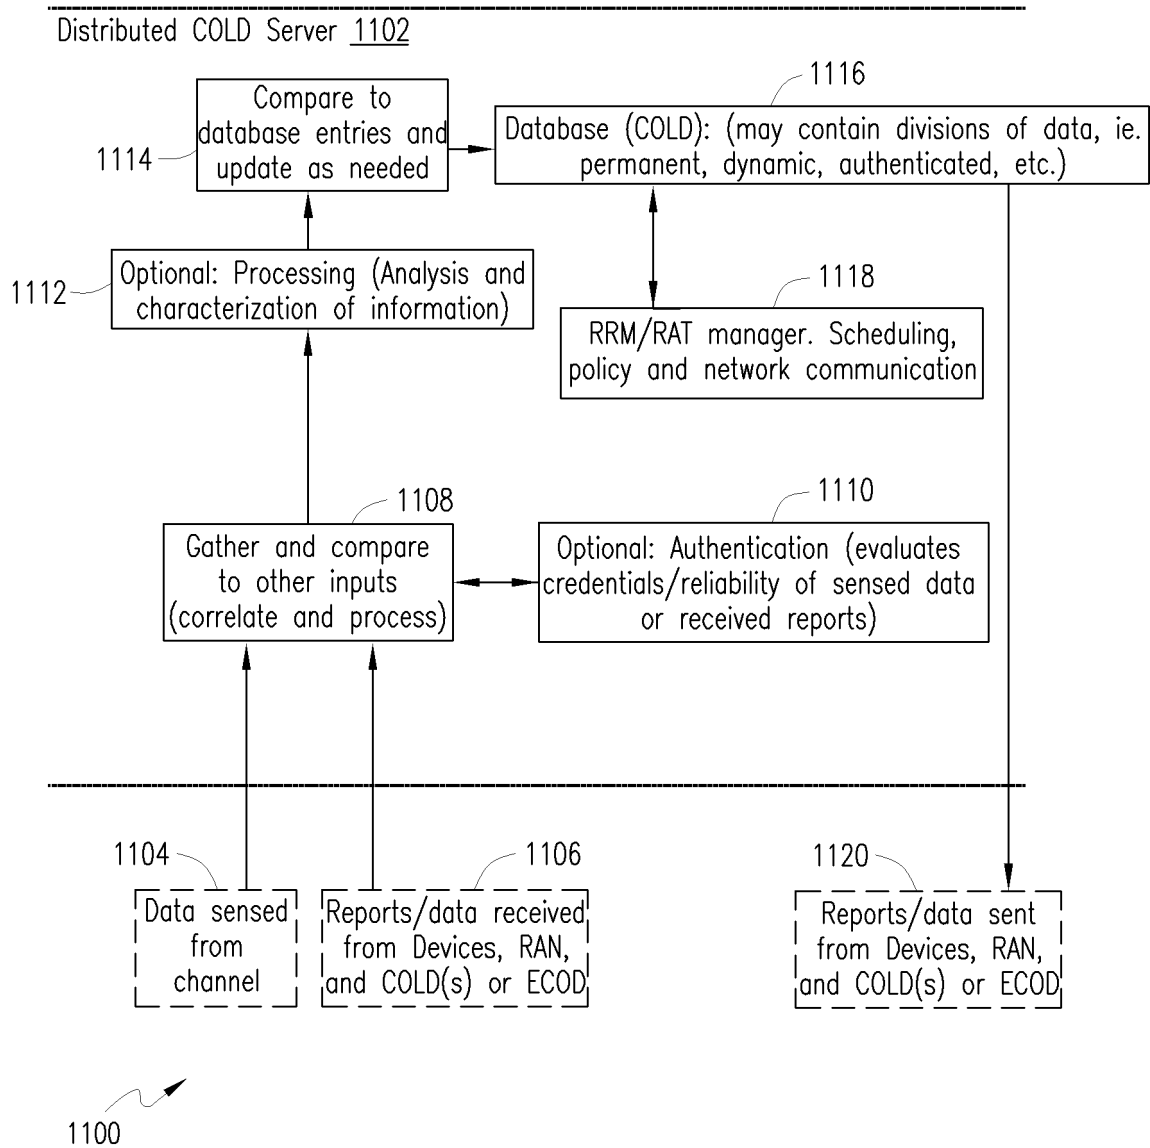 Distributed COLD Server 1102
1116
Compare to
database entries and
update as needed
1114
Database (COLD): (may contain divisions of data, ie.
permanent, dynamic, authenticated, etc.)
1112
Optional: Processing (Analysis and
characterization of information)
1118
RRM/RAT manager. Scheduling,
policy and network communication
1108
Gather and compare
to other inputs
(correlate and process)
1110
Optional: Authentication (evaluates
credentials/reliability of sensed data
or received reports)
1104
Data sensed
from
channel
1106
Reports/data received
from Devices, RAN,
and COLD(s) or ECOD
1120
Reports/data sent
from Devices, RAN,
and COLD(s) or ECOD
1100